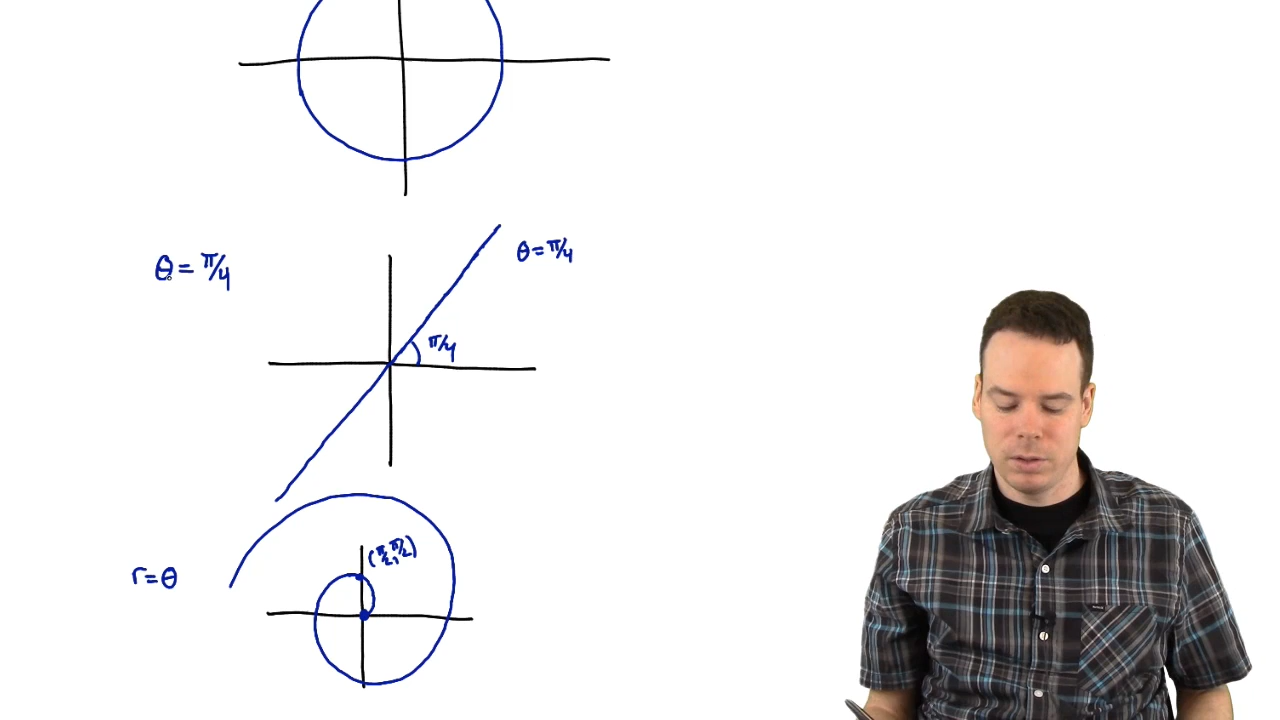 θ = π/4
θ = π/4
π/4
(π/2, π/2)
r = θ